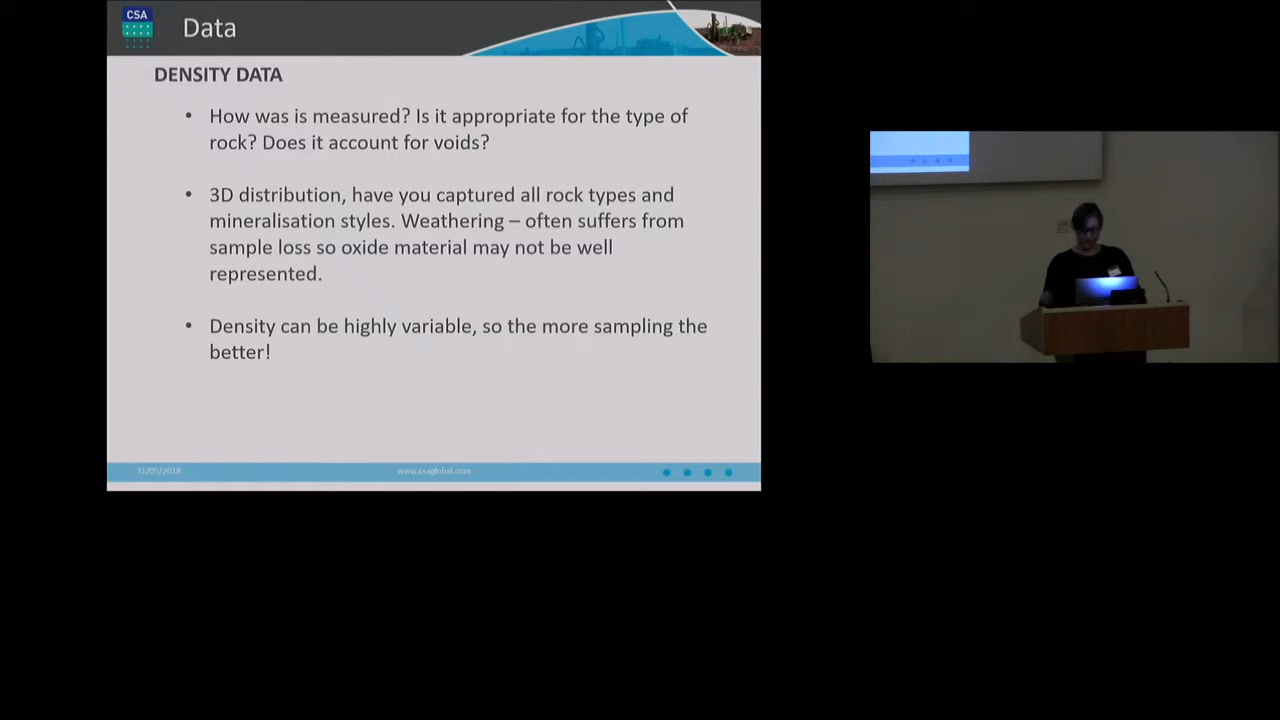 CSA
Data
DENSITY DATA
• How was is measured? Is it appropriate for the type of
rock? Does it account for voids?
• 3D distribution, have you captured all rock types and
mineralisation styles. Weathering – often suffers from
sample loss so oxide material may not be well
represented.
• Density can be highly variable, so the more sampling the
better!
31/05/2018
www.csaglobal.com